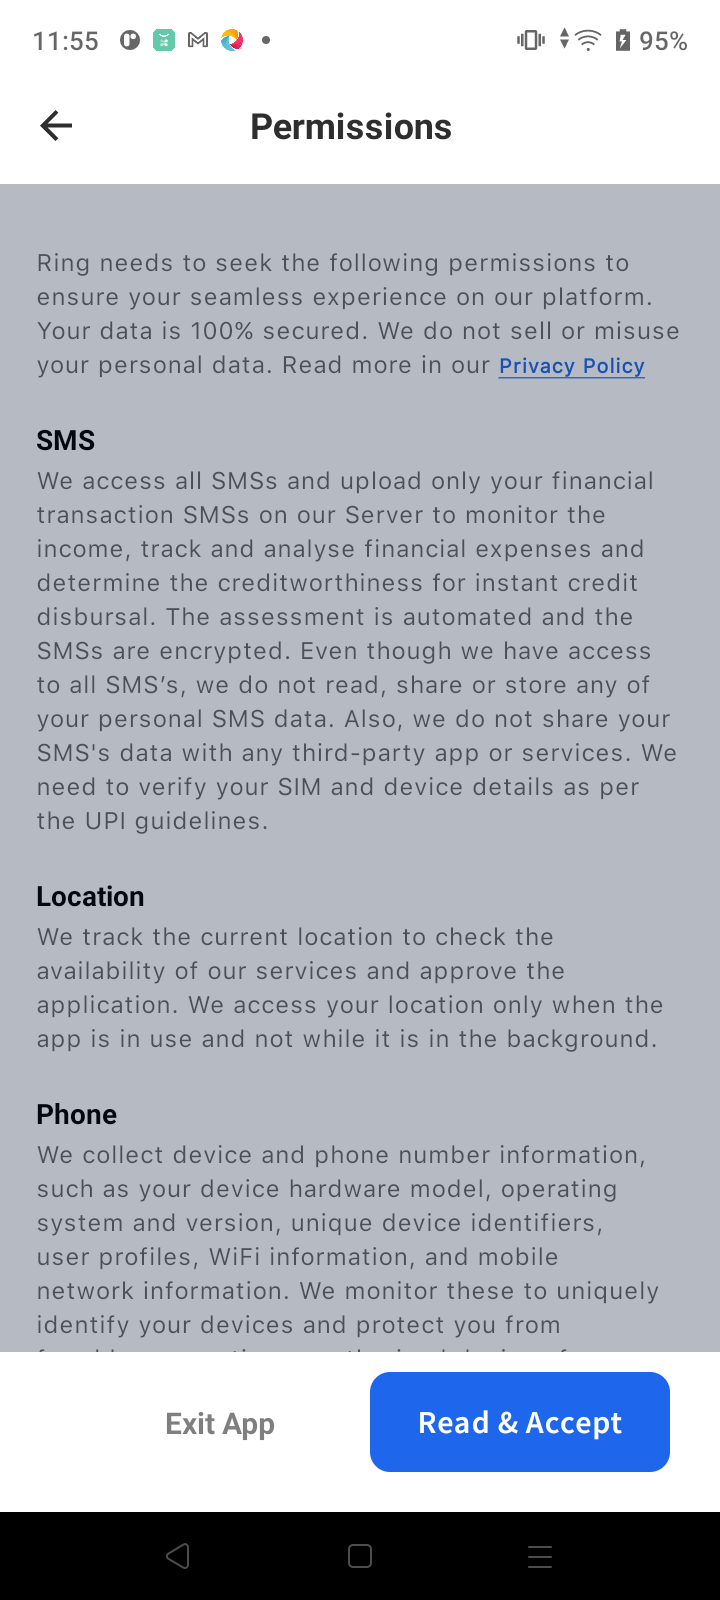 11:55
95%
Permissions
Ring needs to seek the following permissions to
ensure your seamless experience on our platform.
Your data is 100% secured. We do not sell or misuse
your personal data. Read more in our Privacy Policy
SMS
We access all SMSs and upload only your financial
transaction SMSs on our Server to monitor the
income, track and analyse financial expenses and
determine the creditworthiness for instant credit
disbursal. The assessment is automated and the
SMSs are encrypted. Even though we have access
to all SMS’s, we do not read, share or store any of
your personal SMS data. Also, we do not share your
SMS's data with any third-party app or services. We
need to verify your SIM and device details as per
the UPI guidelines.
Location
We track the current location to check the
availability of our services and approve the
application. We access your location only when the
app is in use and not while it is in the background.
Phone
We collect device and phone number information,
such as your device hardware model, operating
system and version, unique device identifiers,
user profiles, WiFi information, and mobile
network information. We monitor these to uniquely
identify your devices and protect you from
Exit App
Read & Accept